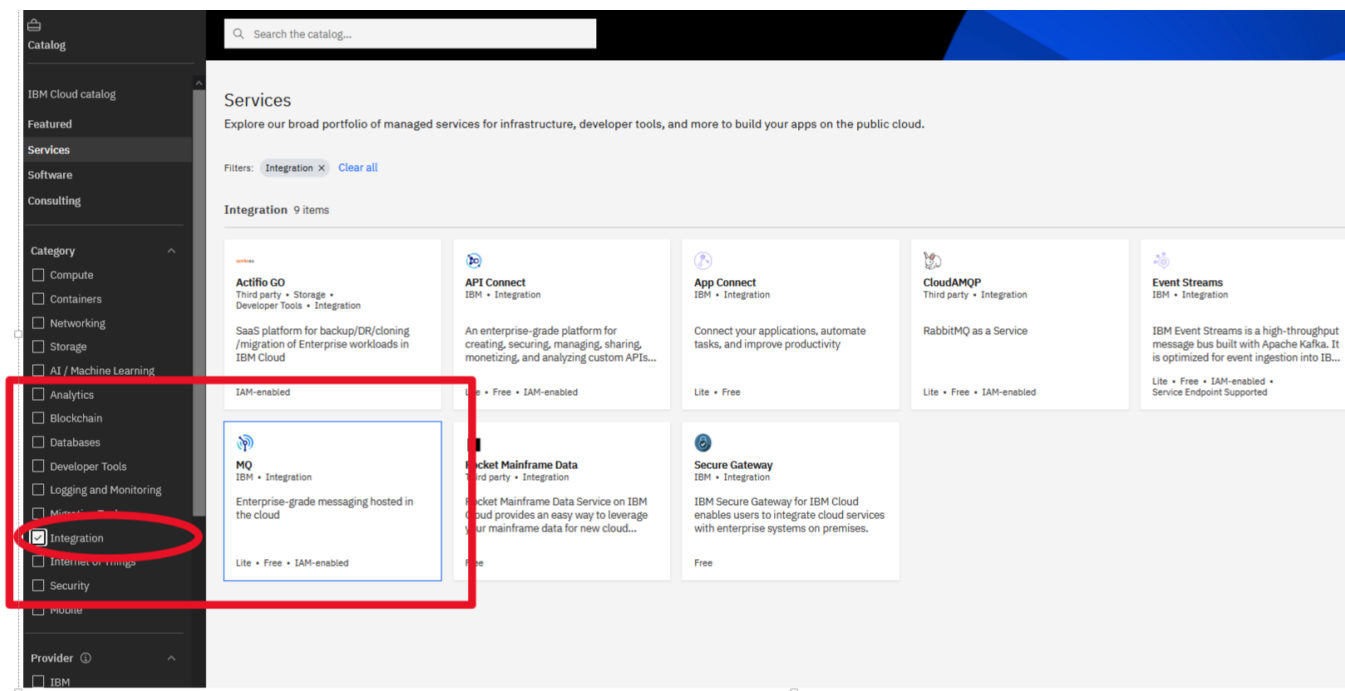 Catalog
Search the catalog...
IBM Cloud catalog
Featured
Services
Software
Consulting
Category
Compute
Containers
Networking
Storage
AI / Machine Learning
Analytics
Blockchain
Databases
Developer Tools
Logging and Monitoring
Integration
Internet of Things
Security
Mobile
Provider
IBM
Services
Explore our broad portfolio of managed services for infrastructure, developer tools, and more to build your apps on the public cloud.
Filters: Integration × Clear all
Integration 9 items
Actifio GO
Third party • Storage •
Developer Tools • Integration
SaaS platform for backup/DR/cloning
/migration of Enterprise workloads in
IBM Cloud
IAM-enabled
API Connect
IBM • Integration
An enterprise-grade platform for
creating, securing, managing, sharing,
monetizing, and analyzing custom APIs...
• Free • IAM-enabled
App Connect
IBM • Integration
Connect your applications, automate
tasks, and improve productivity
Lite • Free
CloudAMQP
Third party • Integration
RabbitMQ as a Service
Lite • Free • IAM-enabled
Event Streams
IBM • Integration
IBM Event Streams is a high-throughput
message bus built with Apache Kafka. It
is optimized for event ingestion into IB...
Lite • Free • IAM-enabled •
Service Endpoint Supported
MQ
IBM • Integration
Enterprise-grade messaging hosted in
the cloud
Lite • Free • IAM-enabled
Mainframe Data
party • Integration
Mainframe Data Service on IBM
provides an easy way to leverage
mainframe data for new cloud...
Secure Gateway
IBM • Integration
IBM Secure Gateway for IBM Cloud
enables users to integrate cloud services
with enterprise systems on premises.
Free